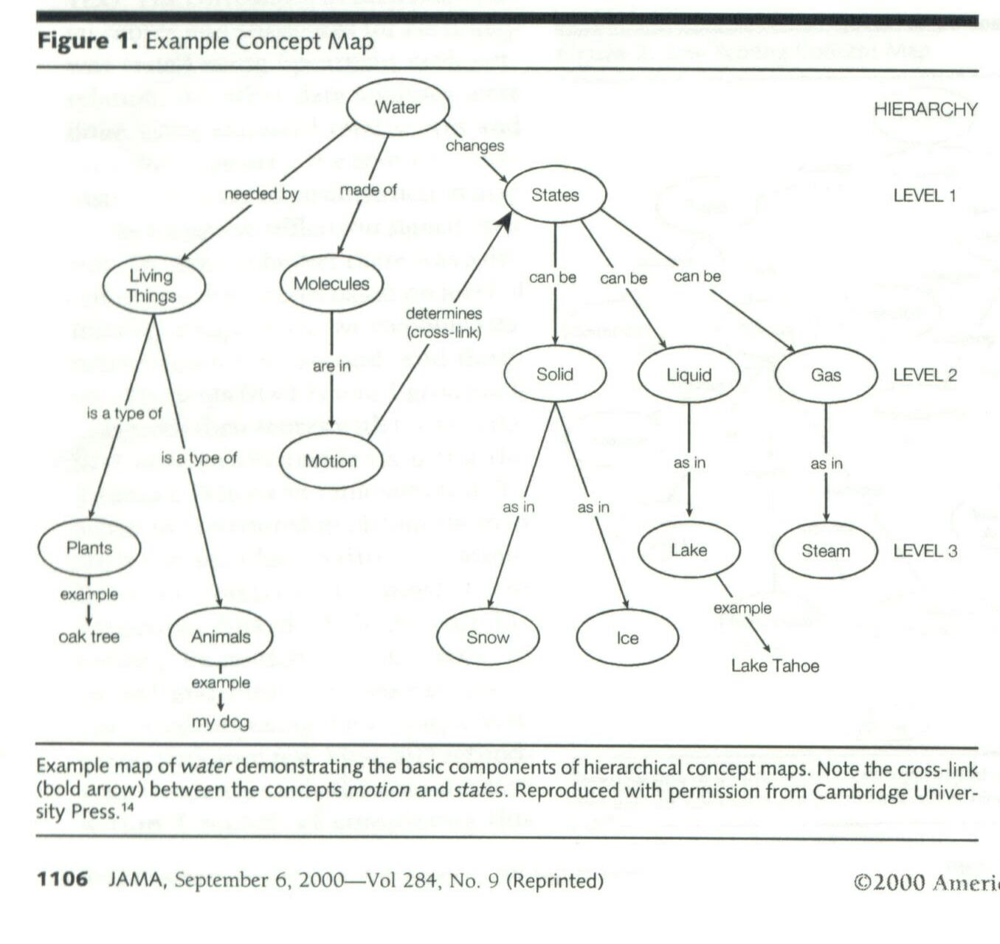 Figure 1. Example Concept Map
Water
HIERARCHY
changes
needed by
made of
States
LEVEL 1
Living
Things
Molecules
can be
can be
can be
determines
(cross-link)
are in
Solid
Liquid
Gas
LEVEL 2
is a type of
is a type of
Motion
as in
as in
as in
as in
Plants
Lake
Steam
LEVEL 3
example
example
oak tree
Animals
Snow
Ice
Lake Tahoe
example
my dog
Example map of water demonstrating the basic components of hierarchical concept maps. Note the cross-link
(bold arrow) between the concepts motion and states. Reproduced with permission from Cambridge Univer-
sity Press.14
1106 JAMA, September 6, 2000—Vol 284, No. 9 (Reprinted)
©2000 Ameri